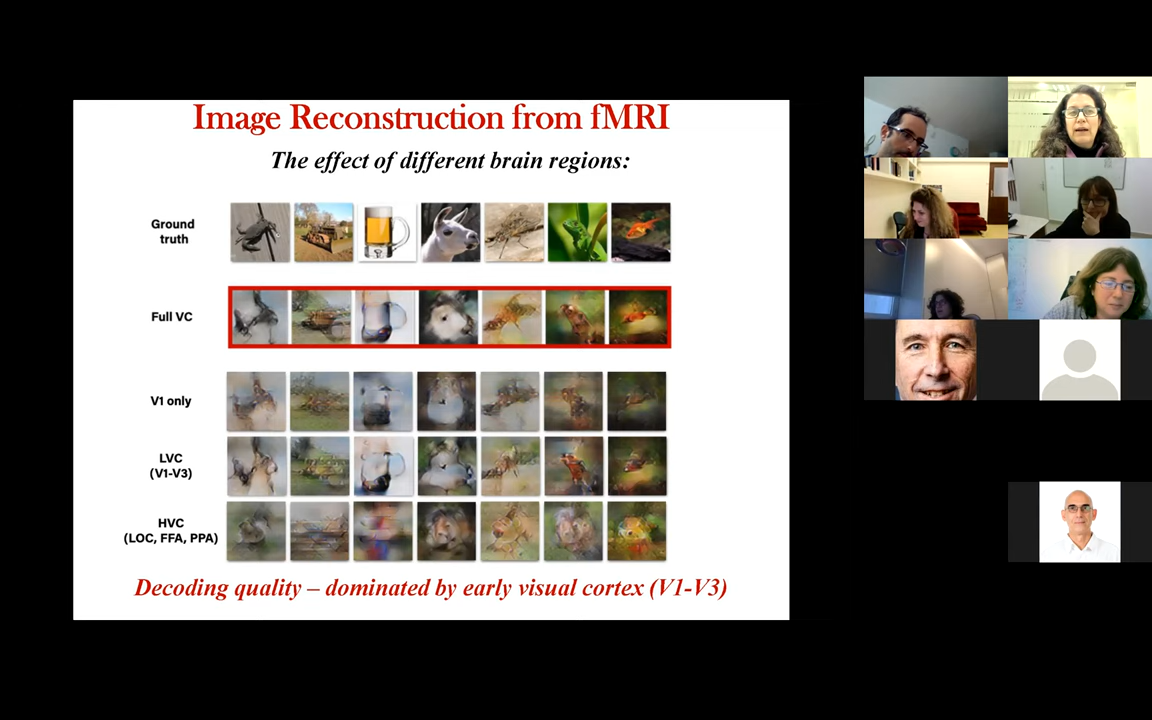 Image Reconstruction from fMRI
The effect of different brain regions:
Ground
truth
Full VC
V1 only
LVC
(V1-V3)
HVC
(LOC, FFA, PPA)
Decoding quality – dominated by early visual cortex (V1-V3)